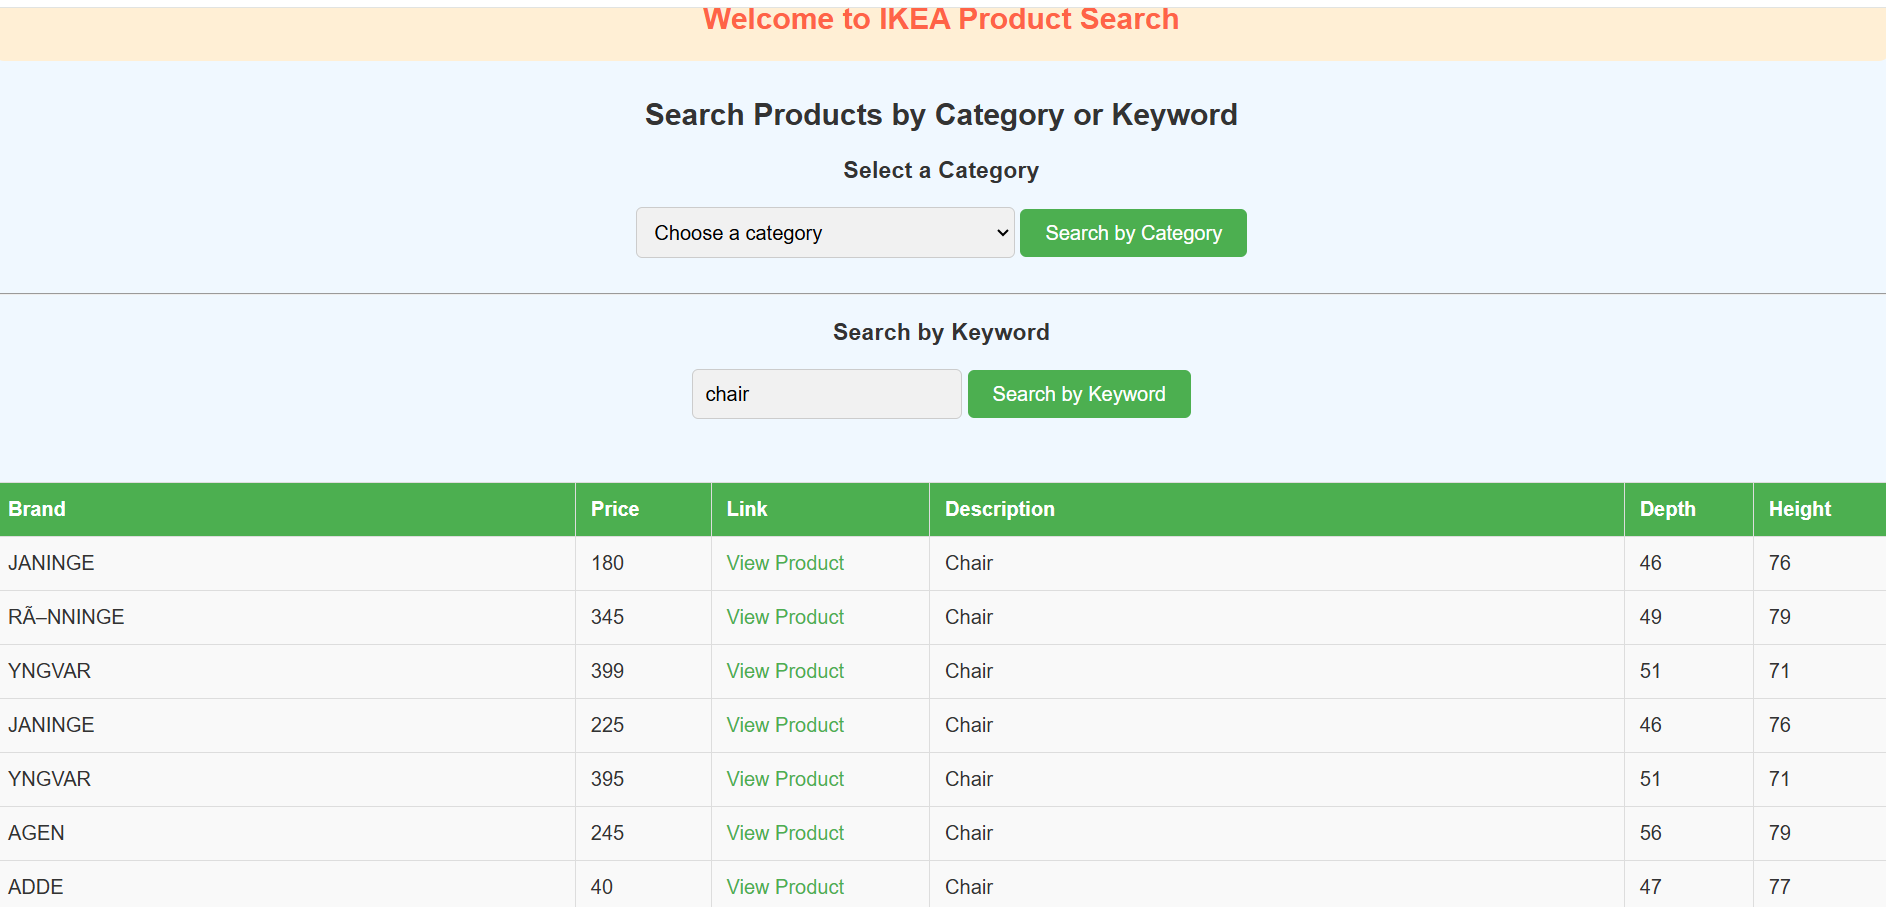 Welcome to IKEA Product Search
Search Products by Category or Keyword
Select a Category
Choose a category Search by Category
Search by Keyword
chair Search by Keyword
Brand Price Link Description Depth Height
JANINGE 180 View Product Chair 46 76
RÃ–NNINGE 345 View Product Chair 49 79
YNGVAR 399 View Product Chair 51 71
JANINGE 225 View Product Chair 46 76
YNGVAR 395 View Product Chair 51 71
AGEN 245 View Product Chair 56 79
ADDE 40 View Product Chair 47 77